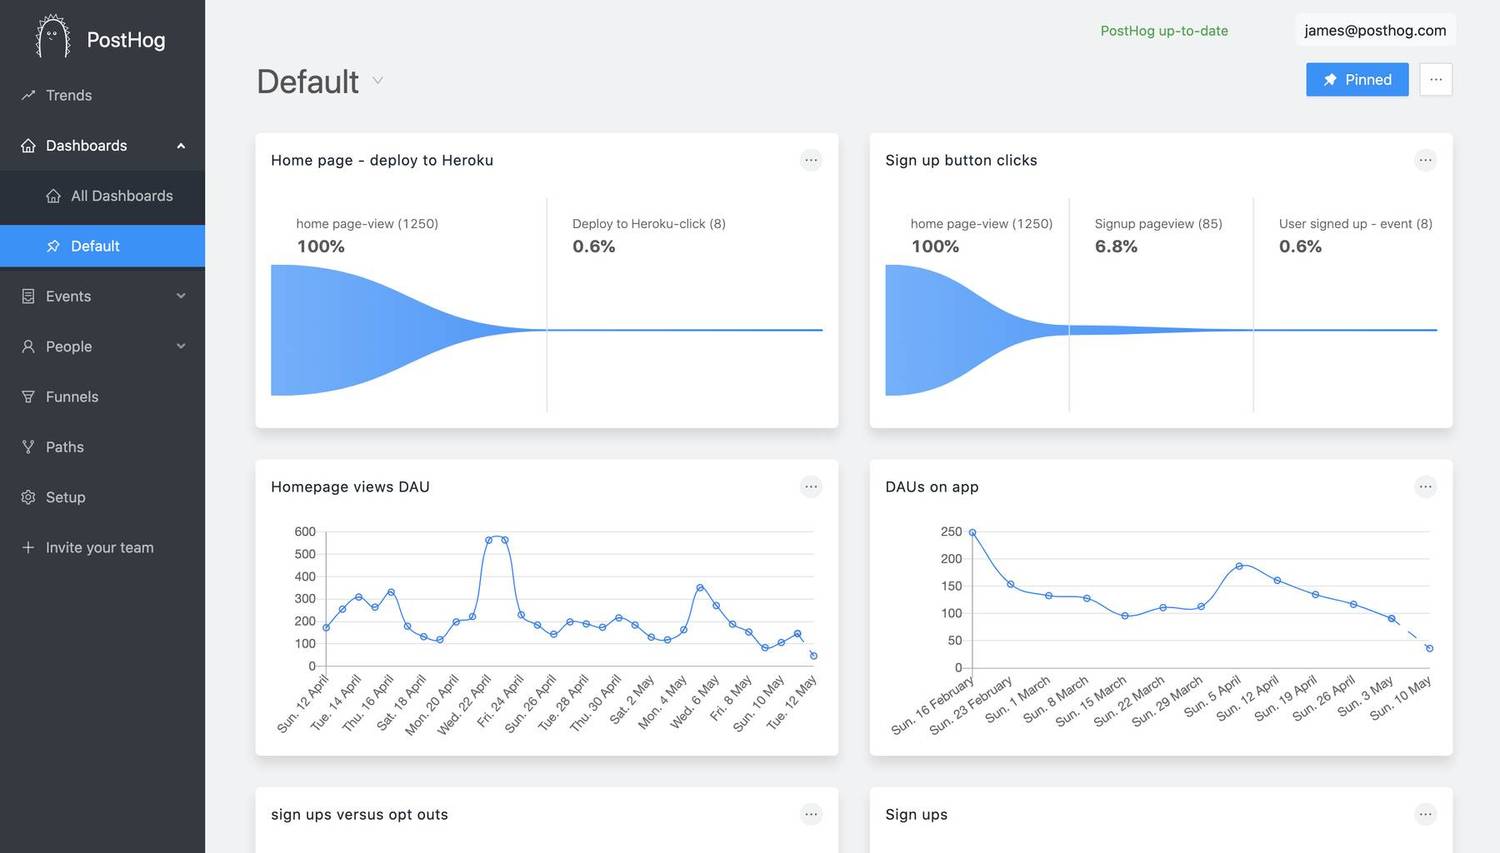 PostHog
Trends
Dashboards
All Dashboards
Default
Events
People
Funnels
Paths
Setup
Invite your team
PostHog up-to-date
james@posthog.com
Default
Pinned
Home page - deploy to Heroku
home page-view (1250)
100%
Deploy to Heroku-click (8)
0.6%
Sign up button clicks
home page-view (1250)
100%
Signup pageview (85)
6.8%
User signed up - event (8)
0.6%
Homepage views DAU
600
500
400
300
200
100
0
Sun. 12 April
Tue. 14 April
Thu. 16 April
Sat. 18 April
Mon. 20 April
Wed. 22 April
Fri. 24 April
Sun. 26 April
Tue. 28 April
Thu. 30 April
Sat. 2 May
Mon. 4 May
Wed. 6 May
Fri. 8 May
Sun. 10 May
Tue. 12 May
DAUs on app
250
200
150
100
50
0
Sun. 16 February
Sun. 23 February
Sun. 1 March
Sun. 8 March
Sun. 15 March
Sun. 22 March
Sun. 29 March
Sun. 5 April
Sun. 12 April
Sun. 19 April
Sun. 26 April
Sun. 3 May
Sun. 10 May
sign ups versus opt outs
Sign ups